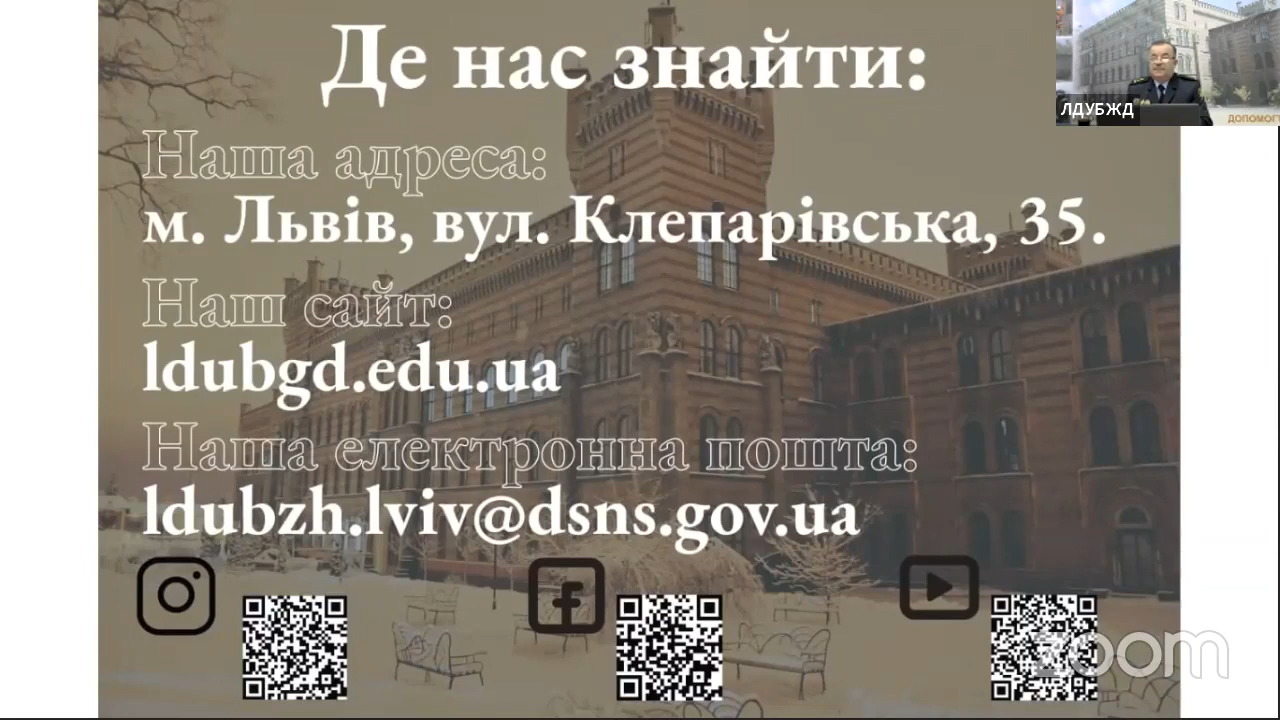 Де нас знайти:
Наша адреса:
м. Львів, вул. Клепарівська, 35.
Наш сайт:
ldubgd.edu.ua
Наша електронна пошта:
ldubzh.lviv@dsns.gov.ua
ЛДУБЖД
zoom